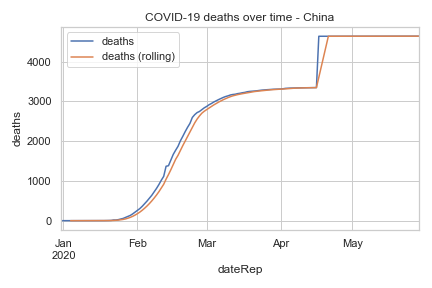 COVID-19 deaths over time - China
deaths
deaths (rolling)
4000
3000
2000
1000
0
deaths
Jan Feb Mar Apr May
2020
dateRep